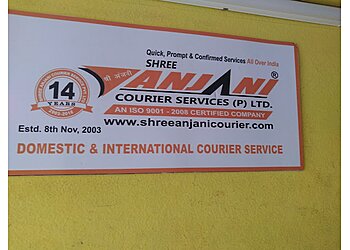 Quick, Prompt & Confirmed Services All Over India
SHREE
श्री अंजनी
ANJANI ®
14
YEARS
COURIER SERVICES (P) LTD.
AN ISO 9001 - 2008 CERTIFIED COMPANY
Estd. 8th Nov, 2003
www.shreeanjanicourier.com
DOMESTIC & INTERNATIONAL COURIER SERVICE